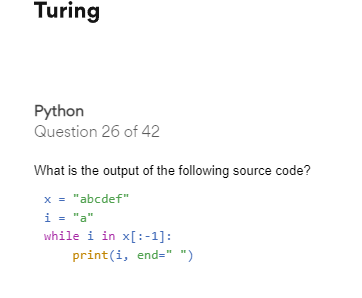 Turing
Python
Question 26 of 42
What is the output of the following source code?
x = "abcdef"
i = "a"
while i in x[:-1]:
    print(i, end=" ")